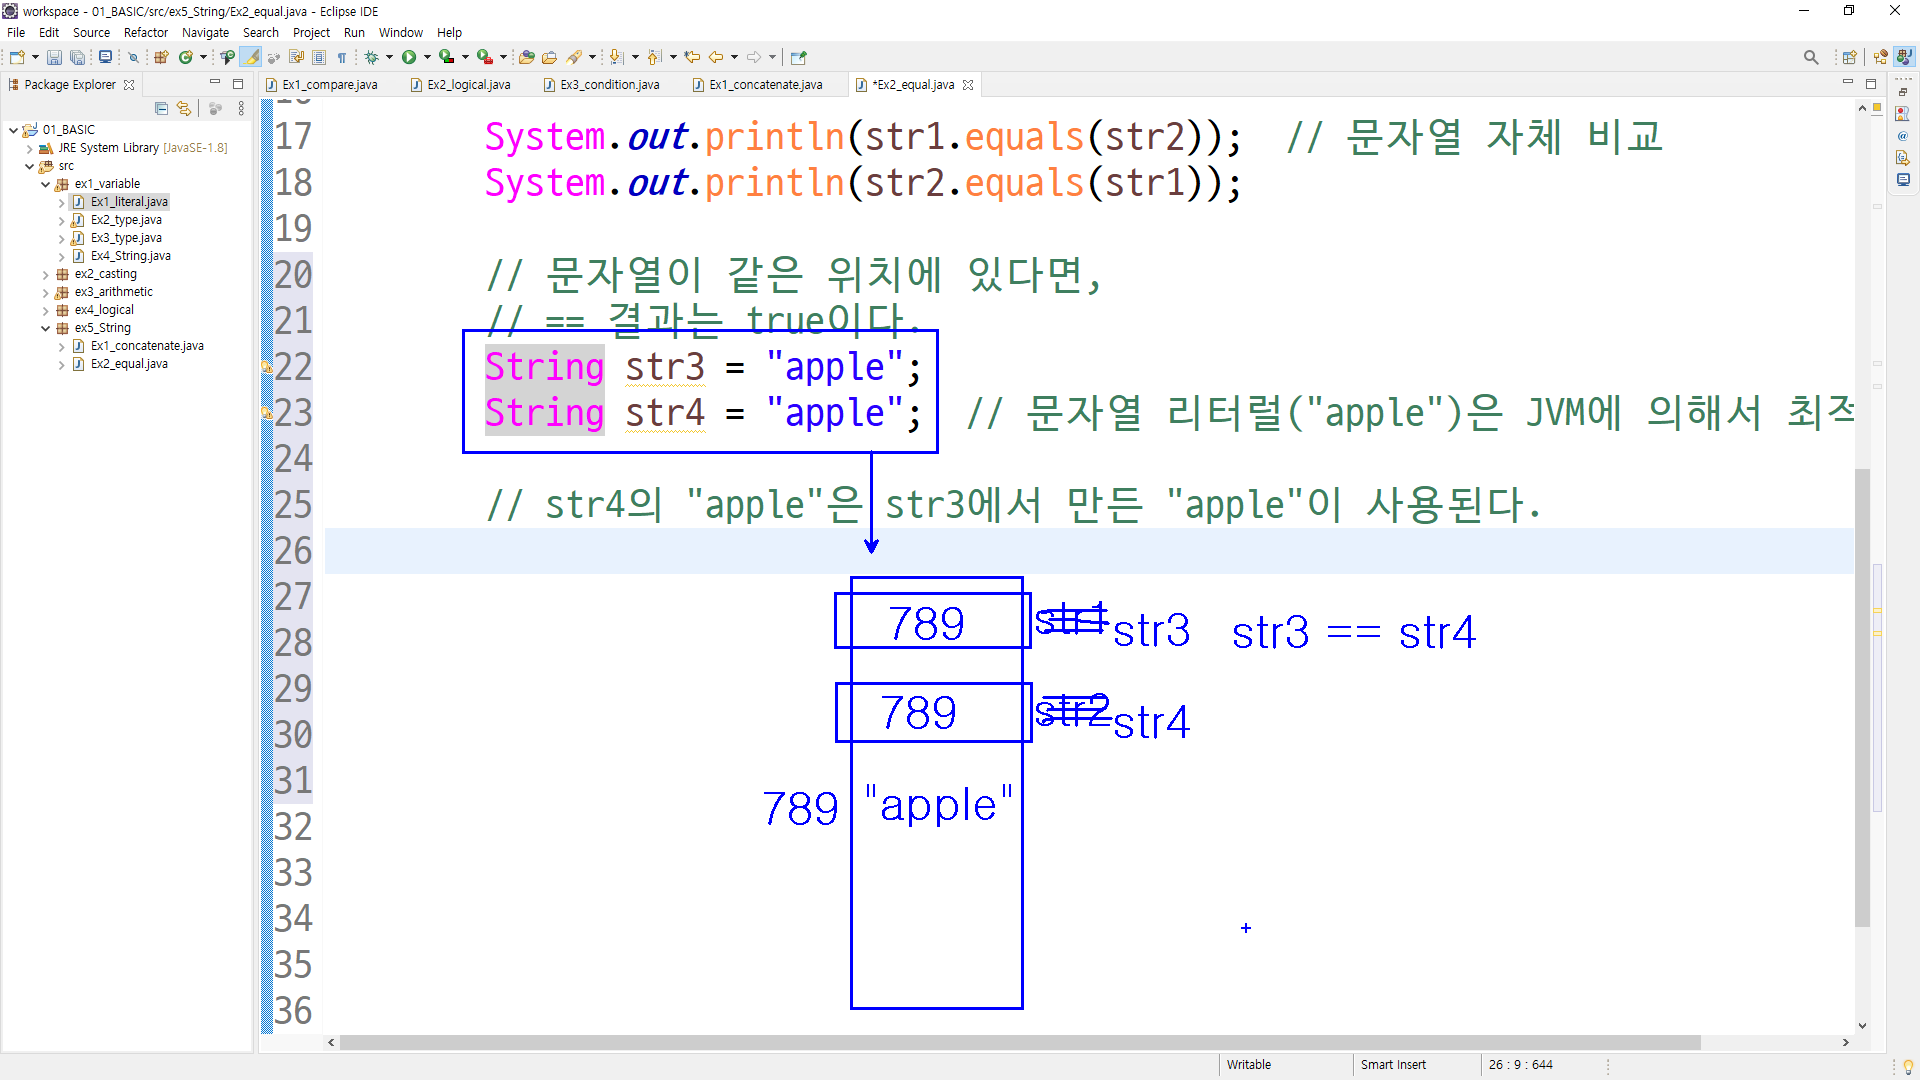 workspace - 01_BASIC/src/ex5_String/Ex2_equal.java - Eclipse IDE
File Edit Source Refactor Navigate Search Project Run Window Help
Package Explorer
Ex1_compare.java Ex2_logical.java Ex3_condition.java Ex1_concatenate.java *Ex2_equal.java
01_BASIC
JRE System Library [JavaSE-1.8]
src
ex1_variable
Ex1_literal.java
Ex2_type.java
Ex3_type.java
Ex4_String.java
ex2_casting
ex3_arithmetic
ex4_logical
ex5_String
Ex1_concatenate.java
Ex2_equal.java
17 System.out.println(str1.equals(str2)); // 문자열 자체 비교
18 System.out.println(str2.equals(str1));
19
20 // 문자열이 같은 위치에 있다면,
21 // == 결과는 true이다.
22 String str3 = "apple";
23 String str4 = "apple"; // 문자열 리터럴("apple")은 JVM에 의해서 최적
24
25 // str4의 "apple"은 str3에서 만든 "apple"이 사용된다.
26
27
28
29
30
31
32
33
34
35
36
789 str1 str3 str3 == str4
789 str2 str4
789 "apple"
Writable Smart Insert 26 : 9 : 644